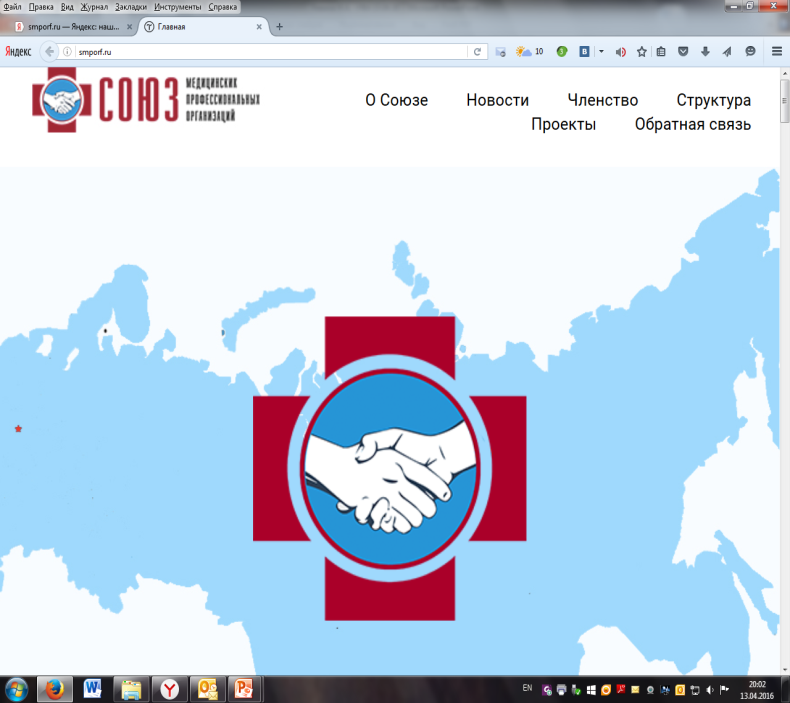 Файл Правка Вид Журнал Закладки Инструменты Справка
smporf.ru — Яндекс: наш... × Главная × +
Яндекс smporf.ru 10
СОЮЗ
МЕДИЦИНСКИХ
ПРОФЕССИОНАЛЬНЫХ
ОРГАНИЗАЦИЙ
О Союзе Новости Членство Структура
Проекты Обратная связь
EN 20:02
13.04.2016